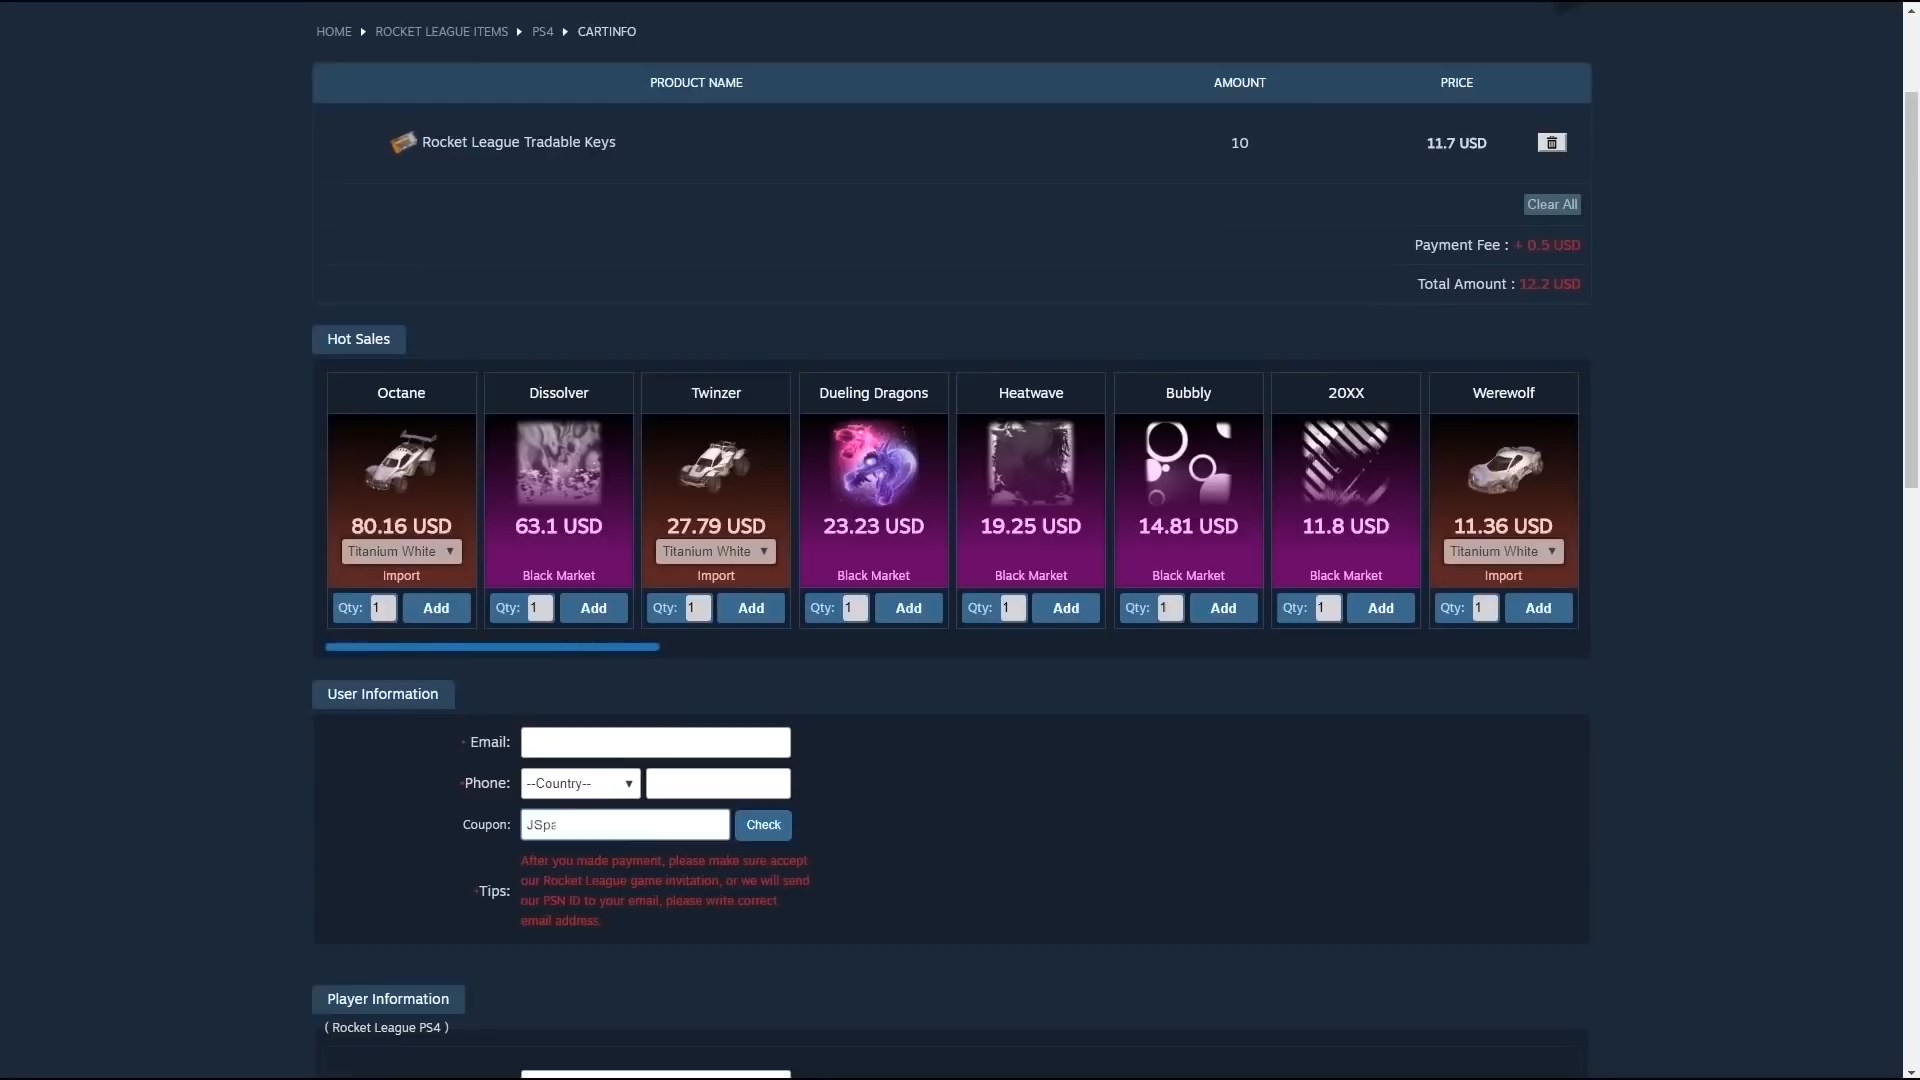 HOME ROCKET LEAGUE ITEMS PS4 CARTINFO
PRODUCT NAME AMOUNT PRICE
Rocket League Tradable Keys 10 11.7 USD
Clear All
Payment Fee : + 0.5 USD
Total Amount : 12.2 USD
Hot Sales
Octane Dissolver Twinzer Dueling Dragons Heatwave Bubbly 20XX Werewolf
80.16 USD 63.1 USD 27.79 USD 23.23 USD 19.25 USD 14.81 USD 11.8 USD 11.36 USD
Titanium White Titanium White Titanium White
Import Black Market Import Black Market Black Market Black Market Black Market Import
Qty: 1 Add Qty: 1 Add Qty: 1 Add Qty: 1 Add Qty: 1 Add Qty: 1 Add Qty: 1 Add Qty: 1 Add
User Information
* Email:
*Phone: --Country--
Coupon: JSpa Check
*Tips: After you made payment, please make sure accept
our Rocket League game invitation, or we will send
our PSN ID to your email, please write correct
email address.
Player Information
( Rocket League PS4 )